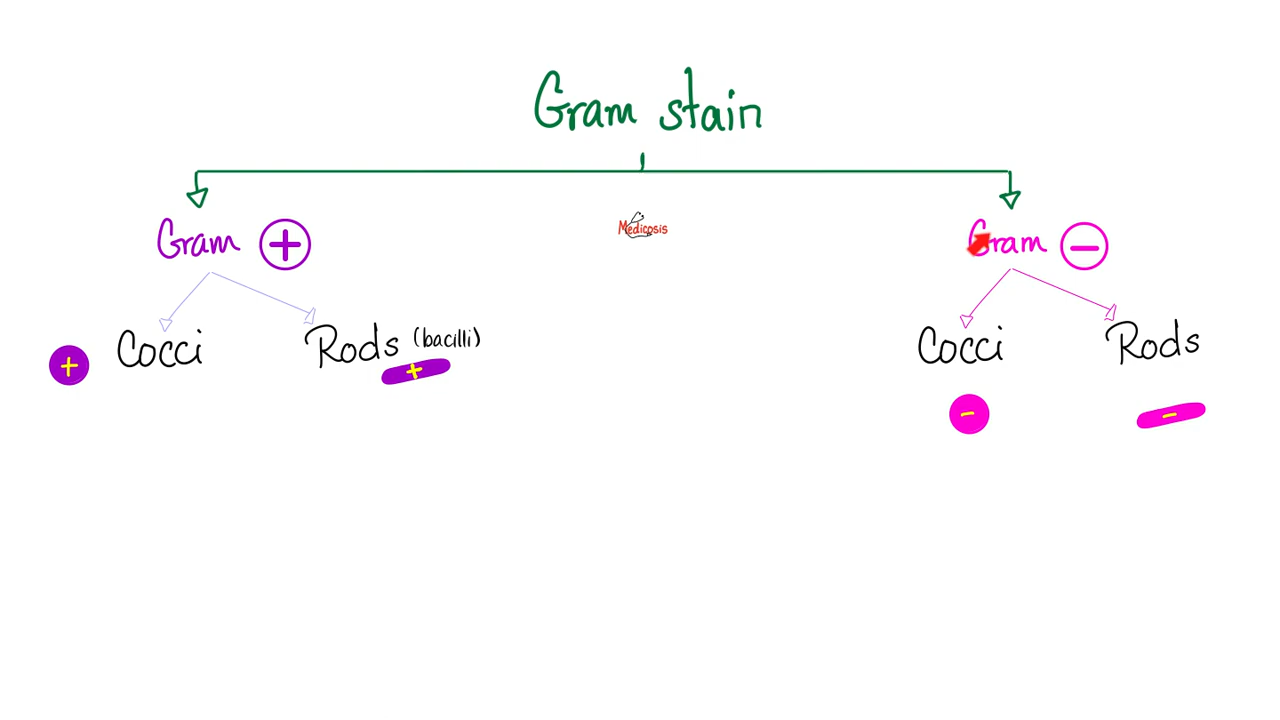 Gram stain
Gram +
Medicosis
Gram −
Cocci
Rods (bacilli)
Cocci
Rods
+
+
−
−